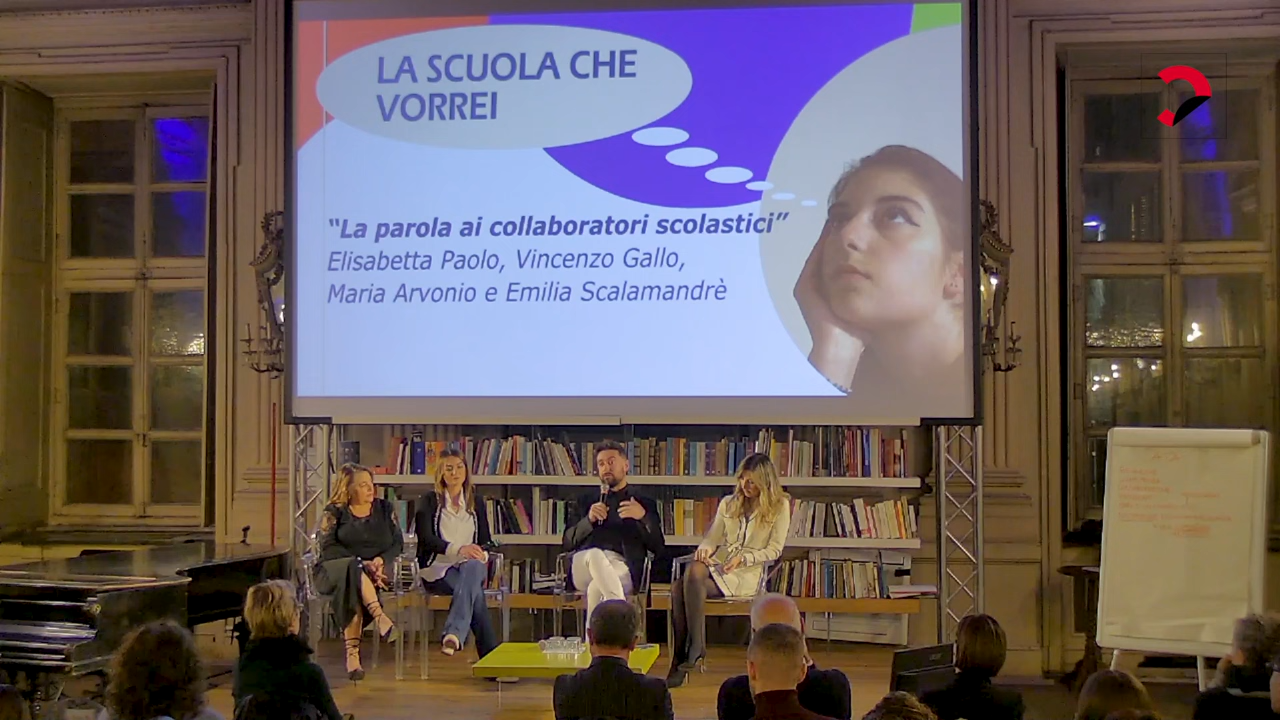 LA SCUOLA CHE
VORREI
“La parola ai collaboratori scolastici”
Elisabetta Paolo, Vincenzo Gallo,
Maria Arvonio e Emilia Scalamandrè